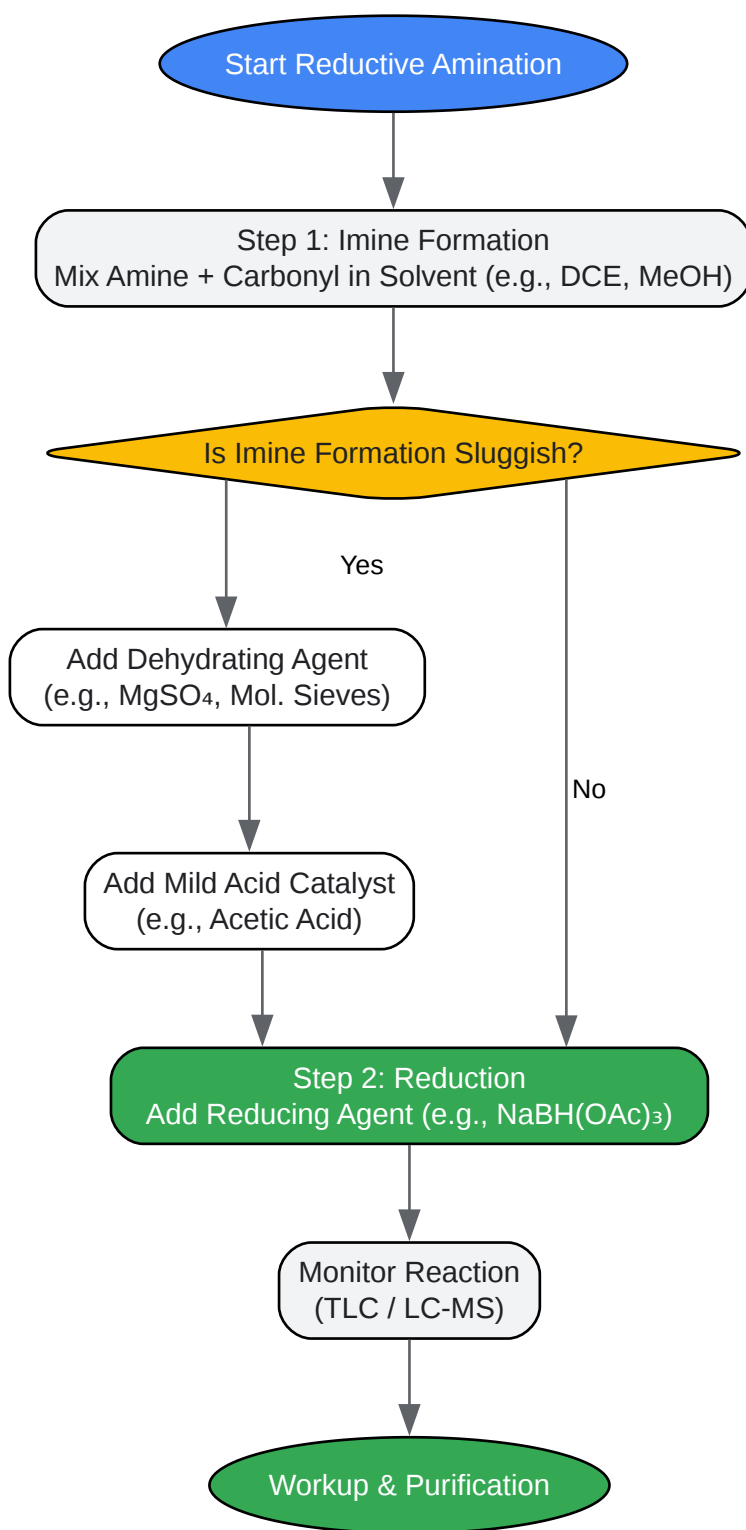 Start Reductive Amination
Step 1: Imine Formation
Mix Amine + Carbonyl in Solvent (e.g., DCE, MeOH)
Is Imine Formation Sluggish?
Yes
Add Dehydrating Agent
(e.g., MgSO₄, Mol. Sieves)
No
Add Mild Acid Catalyst
(e.g., Acetic Acid)
Step 2: Reduction
Add Reducing Agent (e.g., NaBH(OAc)₃)
Monitor Reaction
(TLC / LC-MS)
Workup & Purification